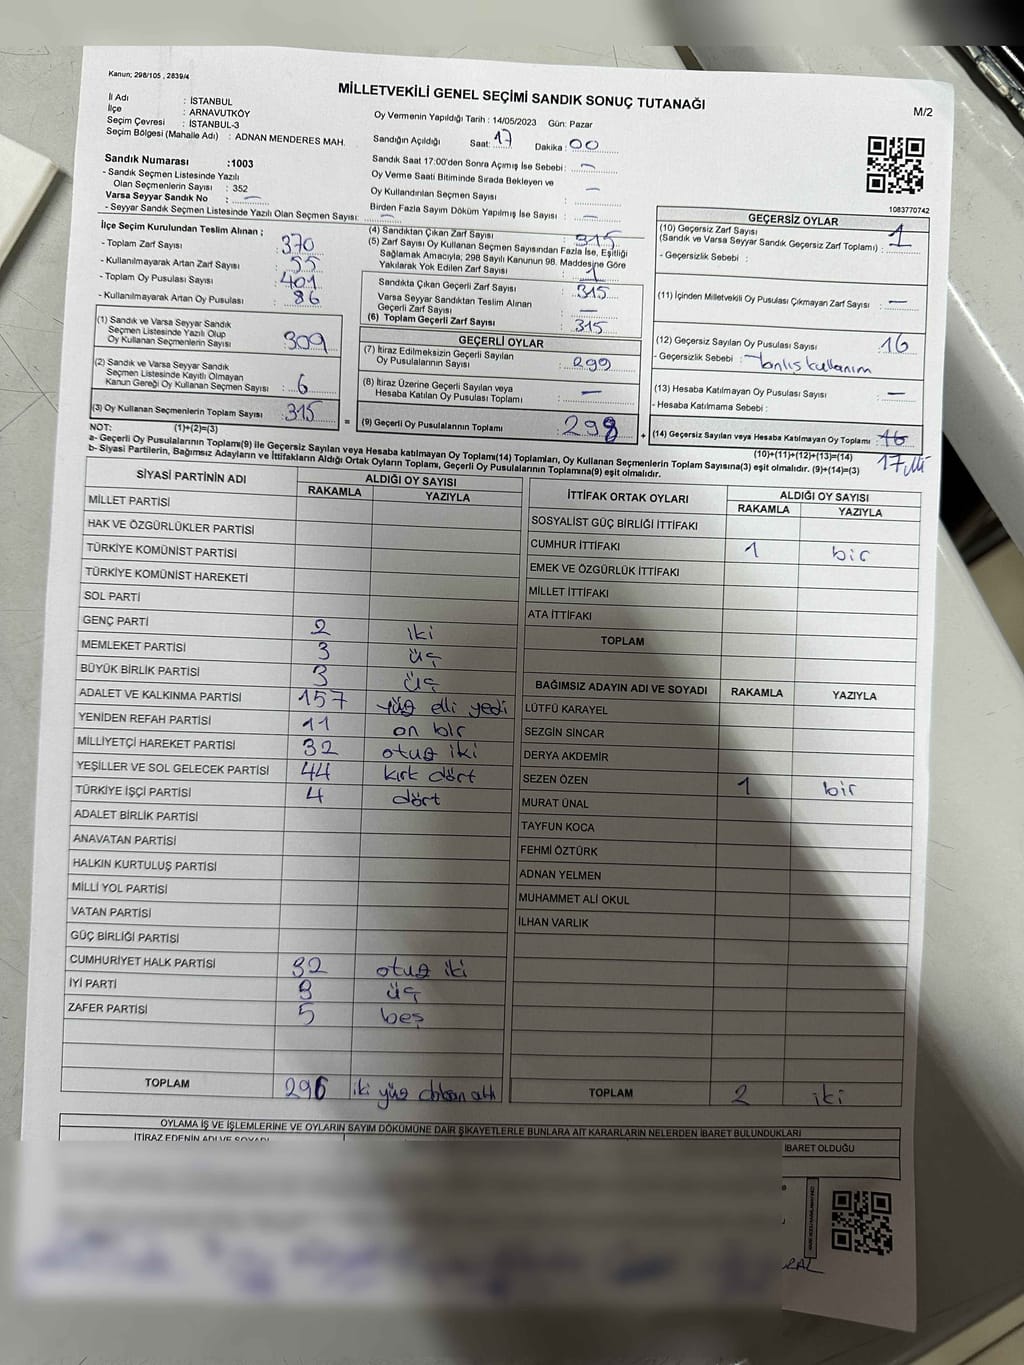 Kanun; 298/105 , 2839/4
MİLLETVEKİLİ GENEL SEÇİMİ SANDIK SONUÇ TUTANAĞI
M/2
İl Adı : İSTANBUL
İlçe : ARNAVUTKÖY
Seçim Çevresi : İSTANBUL-3
Seçim Bölgesi (Mahalle Adı) : ADNAN MENDERES MAH.
Oy Vermenin Yapıldığı Tarih : 14/05/2023 Gün: Pazar
Sandığın Açıldığı Saat: 17 Dakika : 00
Sandık Saat 17:00'den Sonra Açımış İse Sebebi: —
Oy Verme Saati Bitiminde Sırada Bekleyen ve
Oy Kullandırılan Seçmen Sayısı : —
Birden Fazla Sayım Döküm Yapılmış İse Sayısı : —
Sandık Numarası :1003
- Sandık Seçmen Listesinde Yazılı
Olan Seçmenlerin Sayısı : 352
Varsa Seyyar Sandık No : —
- Seyyar Sandık Seçmen Listesinde Yazılı Olan Seçmen Sayısı: —
1083770742
İlçe Seçim Kurulundan Teslim Alınan ;
- Toplam Zarf Sayısı : 370
- Kullanılmayarak Artan Zarf Sayısı : 55
- Toplam Oy Pusulası Sayısı : 401
- Kullanılmayarak Artan Oy Pusulası : 86
(1) Sandık ve Varsa Seyyar Sandık
Seçmen Listesinde Yazılı Olup
Oy Kullanan Seçmenlerin Sayısı : 309
(2) Sandık ve Varsa Seyyar Sandık
Seçmen Listesinde Kayıtlı Olmayan
Kanun Gereği Oy Kullanan Seçmen Sayısı : 6
(3) Oy Kullanan Seçmenlerin Toplam Sayısı : 315
(4) Sandıktan Çıkan Zarf Sayısı : 315
(5) Zarf Sayısı Oy Kullanan Seçmen Sayısından Fazla İse, Eşitliği
Sağlamak Amacıyla; 298 Sayılı Kanunun 98. Maddesine Göre
Yakılarak Yok Edilen Zarf Sayısı : 1
Sandıkta Çıkan Geçerli Zarf Sayısı : 315
Varsa Seyyar Sandıktan Teslim Alınan
Geçerli Zarf Sayısı : —
(6) Toplam Geçerli Zarf Sayısı : 315
GEÇERLİ OYLAR
(7) İtiraz Edilmeksizin Geçerli Sayılan
Oy Pusulalarının Sayısı : 299
(8) İtiraz Üzerine Geçerli Sayılan veya
Hesaba Katılan Oy Pusulası Toplamı : —
= (9) Geçerli Oy Pusulalarının Toplamı : 298
GEÇERSİZ OYLAR
(10) Geçersiz Zarf Sayısı
(Sandık ve Varsa Seyyar Sandık Geçersiz Zarf Toplamı) : 1
- Geçersizlik Sebebi :
(11) İçinden Milletvekili Oy Pusulası Çıkmayan Zarf Sayısı : —
(12) Geçersiz Sayılan Oy Pusulası Sayısı : 16
- Geçersizlik Sebebi : Yanlış kullanım
(13) Hesaba Katılmayan Oy Pusulası Sayısı : —
- Hesaba Katılmama Sebebi :
+ (14) Geçersiz Sayılan veya Hesaba Katılmayan Oy Toplamı : 16
17
NOT: (1)+(2)=(3)
(10)+(11)+(12)+(13)=(14)
a- Geçerli Oy Pusulalarının Toplamı(9) ile Geçersiz Sayılan veya Hesaba katılmayan Oy Toplamı(14) Toplamları, Oy Kullanan Seçmenlerin Toplam Sayısına(3) eşit olmalıdır. (9)+(14)=(3)
b- Siyasi Partilerin, Bağımsız Adayların ve İttifakların Aldığı Ortak Oyların Toplamı, Geçerli Oy Pusulalarının Toplamına(9) eşit olmalıdır.
SİYASİ PARTİNİN ADI ALDIĞI OY SAYISI
RAKAMLA YAZIYLA
MİLLET PARTİSİ
HAK VE ÖZGÜRLÜKLER PARTİSİ
TÜRKİYE KOMÜNİST PARTİSİ
TÜRKİYE KOMÜNİST HAREKETİ
SOL PARTİ
GENÇ PARTİ 2 iki
MEMLEKET PARTİSİ 3 üç
BÜYÜK BİRLİK PARTİSİ 3 üç
ADALET VE KALKINMA PARTİSİ 157 yüz elli yedi
YENİDEN REFAH PARTİSİ 11 on bir
MİLLİYETÇİ HAREKET PARTİSİ 32 otuz iki
YEŞİLLER VE SOL GELECEK PARTİSİ 44 kırk dört
TÜRKİYE İŞÇİ PARTİSİ 4 dört
ADALET BİRLİK PARTİSİ
ANAVATAN PARTİSİ
HALKIN KURTULUŞ PARTİSİ
MİLLİ YOL PARTİSİ
VATAN PARTİSİ
GÜÇ BİRLİĞİ PARTİSİ
CUMHURİYET HALK PARTİSİ 32 otuz iki
İYİ PARTİ 3 üç
ZAFER PARTİSİ 5 beş
TOPLAM 296 iki yüz doksan altı
İTTİFAK ORTAK OYLARI ALDIĞI OY SAYISI
RAKAMLA YAZIYLA
SOSYALİST GÜÇ BİRLİĞİ İTTİFAKI
CUMHUR İTTİFAKI 1 bir
EMEK VE ÖZGÜRLÜK İTTİFAKI
MİLLET İTTİFAKI
ATA İTTİFAKI
TOPLAM
BAĞIMSIZ ADAYIN ADI VE SOYADI RAKAMLA YAZIYLA
LÜTFÜ KARAYEL
SEZGİN SİNCAR
DERYA AKDEMİR
SEZEN ÖZEN 1 bir
MURAT ÜNAL
TAYFUN KOCA
FEHMİ ÖZTÜRK
ADNAN YELMEN
MUHAMMET ALİ OKUL
İLHAN VARLIK
TOPLAM 2 iki
OYLAMA İŞ VE İŞLEMLERİNE VE OYLARIN SAYIM DÖKÜMÜNE DAİR ŞİKAYETLERLE BUNLARA AİT KARARLARIN NELERDEN İBARET BULUNDUKLARI
İTİRAZ EDENİN ADI VE SOYADI
İBARET OLDUĞU